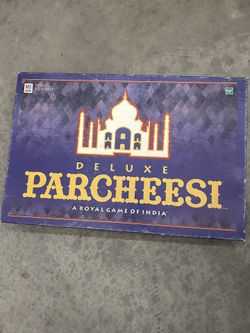 DELUXE
PARCHEESI
A ROYAL GAME OF INDIA